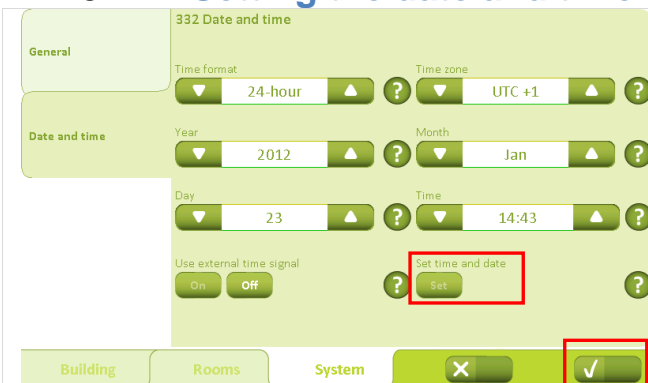 332 Date and time
General
Time format
Time zone
24-hour
?
UTC +1
?
Date and time
Year
Month
2012
?
Jan
?
Day
Time
23
?
14:43
?
Use external time signal
Set time and date
On
Off
?
Set
?
Building
Rooms
System